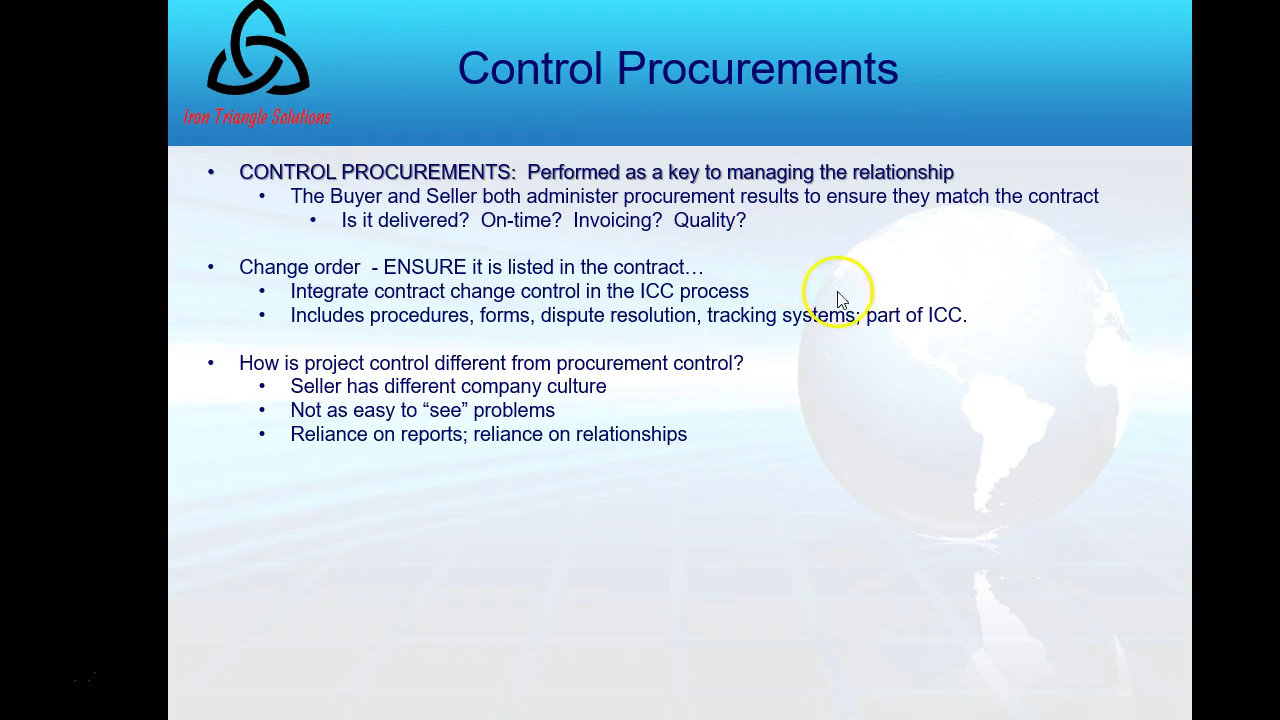 Control Procurements
Iron Triangle Solutions
• CONTROL PROCUREMENTS:  Performed as a key to managing the relationship
• The Buyer and Seller both administer procurement results to ensure they match the contract
• Is it delivered?  On-time?  Invoicing?  Quality?
• Change order  - ENSURE it is listed in the contract…
• Integrate contract change control in the ICC process
• Includes procedures, forms, dispute resolution, tracking systems; part of ICC.
• How is project control different from procurement control?
• Seller has different company culture
• Not as easy to “see” problems
• Reliance on reports; reliance on relationships